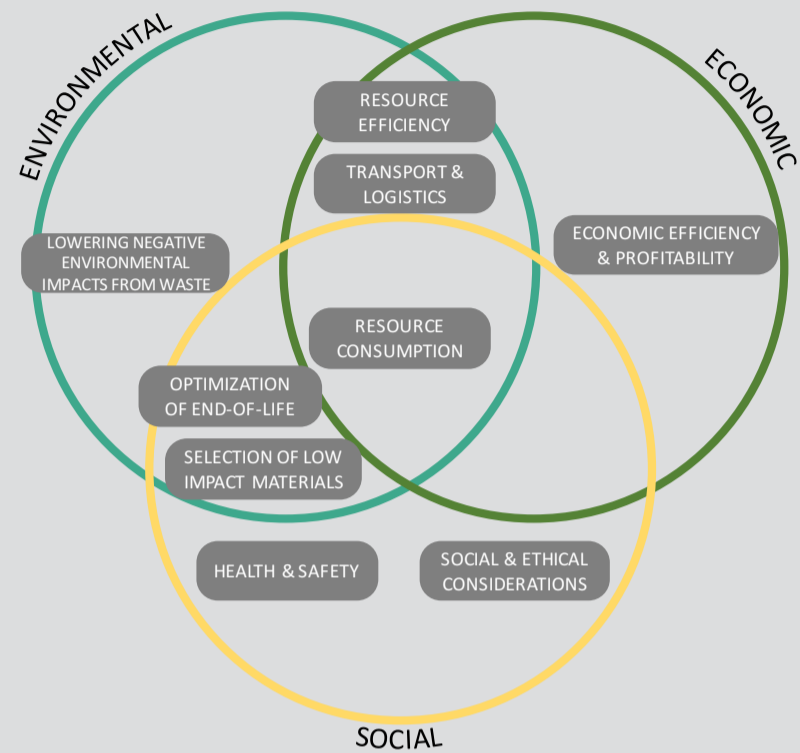 ENVIRONMENTAL
ECONOMIC
RESOURCE
EFFICIENCY
TRANSPORT &
LOGISTICS
LOWERING NEGATIVE
ENVIRONMENTAL
IMPACTS FROM WASTE
ECONOMIC EFFICIENCY
& PROFITABILITY
RESOURCE
CONSUMPTION
OPTIMIZATION
OF END-OF-LIFE
SELECTION OF LOW
IMPACT MATERIALS
HEALTH & SAFETY
SOCIAL & ETHICAL
CONSIDERATIONS
SOCIAL